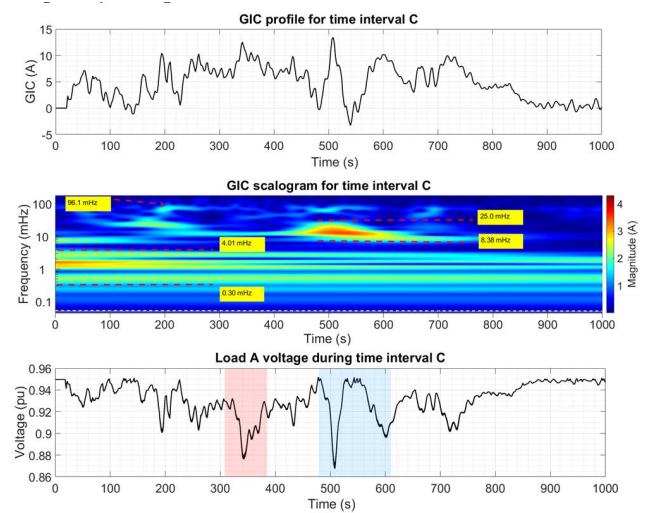 GIC profile for time interval C
15
10
5
0
-5
GIC (A)
0 100 200 300 400 500 600 700 800 900 1000
Time (s)
GIC scalogram for time interval C
100
10
1
0.1
Frequency (mHz)
96.1 mHz
25.0 mHz
4.01 mHz
8.38 mHz
0.30 mHz
4
3
2
1
Magnitude (A)
0 100 200 300 400 500 600 700 800 900 1000
Time (s)
Load A voltage during time interval C
0.96
0.94
0.92
0.9
0.88
0.86
Voltage (pu)
0 100 200 300 400 500 600 700 800 900 1000
Time (s)